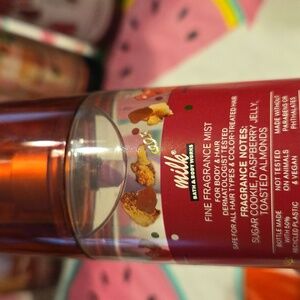 milk
BATH & BODY WORKS
FINE FRAGRANCE MIST
FOR BODY & HAIR
DERMATOLOGIST TESTED
SAFE FOR ALL HAIR TYPES & COLOR-TREATED HAIR
FRAGRANCE NOTES:
SUGAR COOKIE, RASPBERRY JELLY,
TOASTED ALMONDS
BOTTLE MADE
WITH 50%
RECYCLED PLASTIC
NOT TESTED
ON ANIMALS
& VEGAN
MADE WITHOUT
PARABENS OR
PHTHALATES